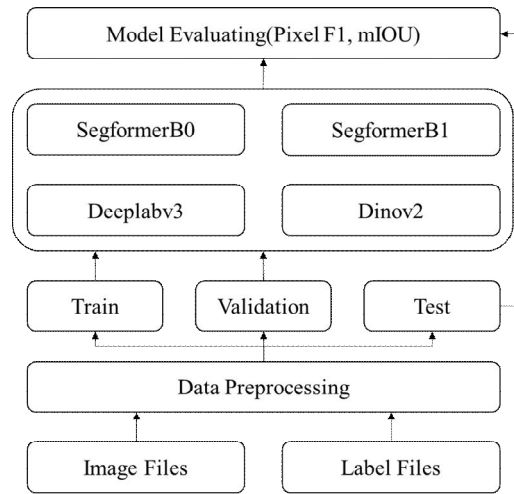 Model Evaluating(Pixel F1, mIOU)
SegformerB0
SegformerB1
Deeplabv3
Dinov2
Train
Validation
Test
Data Preprocessing
Image Files
Label Files